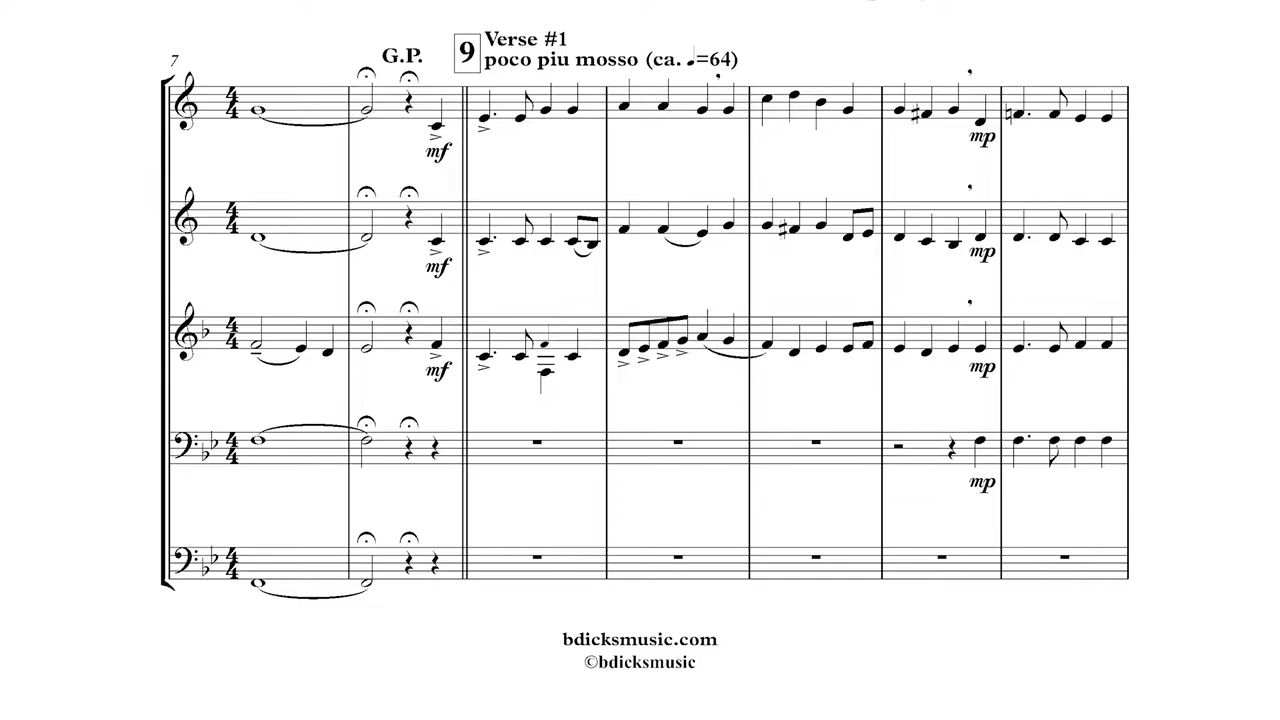 7
G.P.
9
Verse #1
poco piu mosso (ca. ♩=64)
mf
mp
mf
mp
mf
mp
mp
bdicksmusic.com
©bdicksmusic